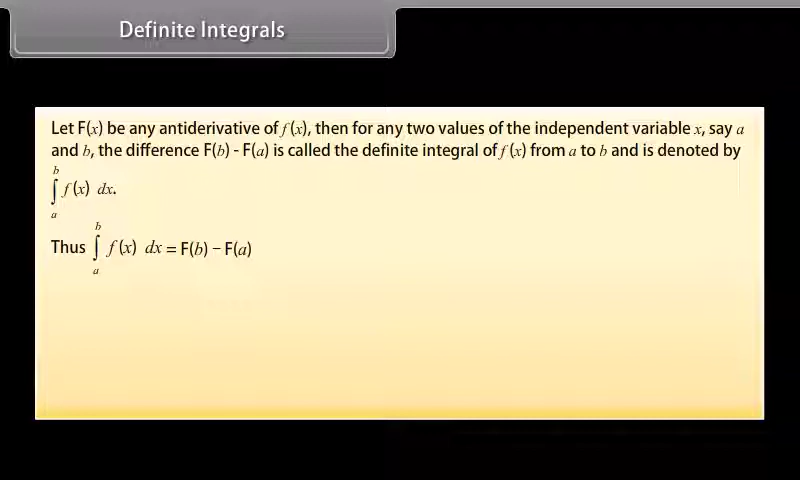 Definite Integrals
Let F(x) be any antiderivative of f (x), then for any two values of the independent variable x, say a
and b, the difference F(b) - F(a) is called the definite integral of f (x) from a to b and is denoted by
b
∫ f (x) dx.
a
b
Thus ∫ f (x) dx = F(b) − F(a)
a